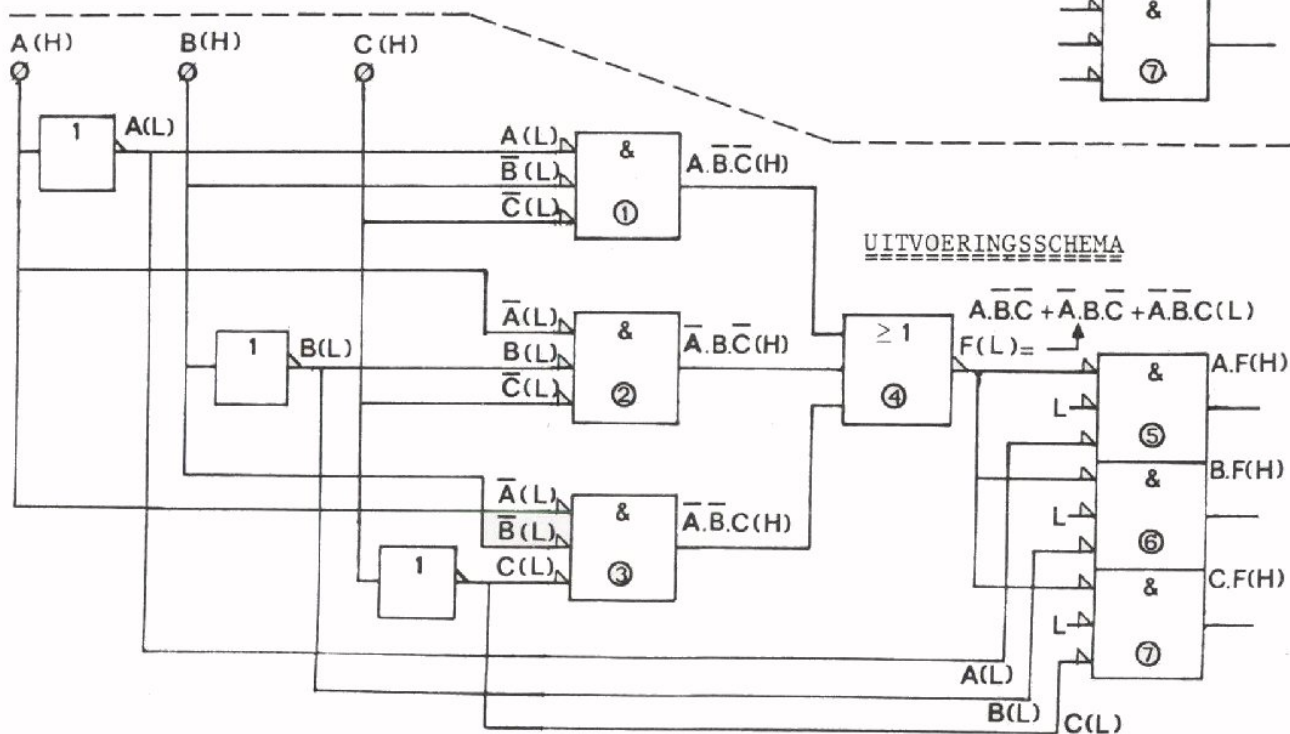 &
⑦
A(H) B(H) C(H)
1 A(L)
A(L)
B̅(L)
C̅(L)
&
①
A.B̅.C̅(H)
UITVOERINGSSCHEMA
A.B̅.C̅ + A̅.B.C̅ + A̅.B̅.C(L)
F(L)=
1 B(L)
A̅(L)
B(L)
C̅(L)
&
②
A̅.B.C̅(H)
≥1
④
A̅(L)
B̅(L)
C(L)
&
③
A̅.B̅.C(H)
1
L
&
⑤
A.F(H)
L
&
⑥
B.F(H)
L
&
⑦
C.F(H)
A(L)
B(L)
C(L)